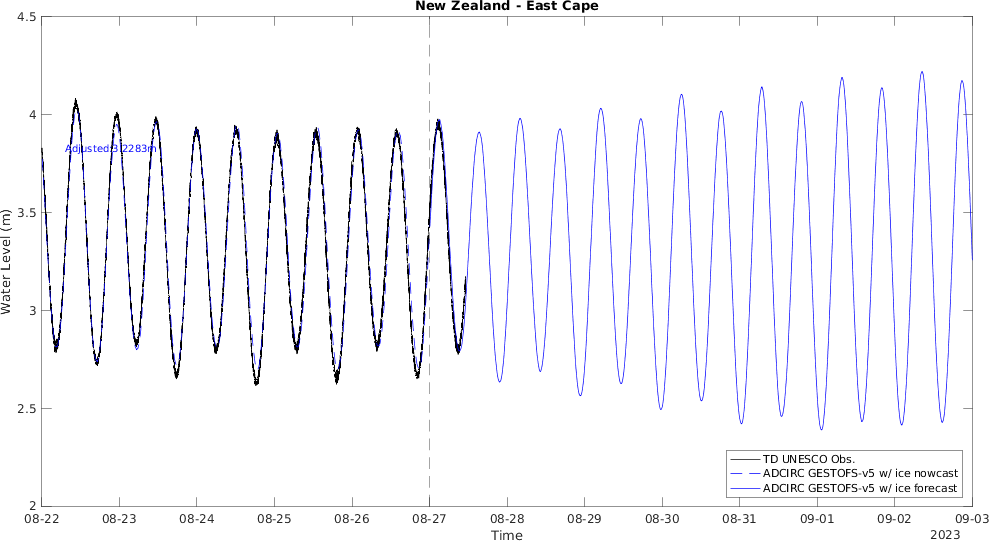 New Zealand - East Cape
4.5
4
3.5
3
2.5
2
Water Level (m)
Adjusted:3.2283m
TD UNESCO Obs.
ADCIRC GESTOFS-v5 w/ ice nowcast
ADCIRC GESTOFS-v5 w/ ice forecast
08-22 08-23 08-24 08-25 08-26 08-27 08-28 08-29 08-30 08-31 09-01 09-02 09-03
Time
2023